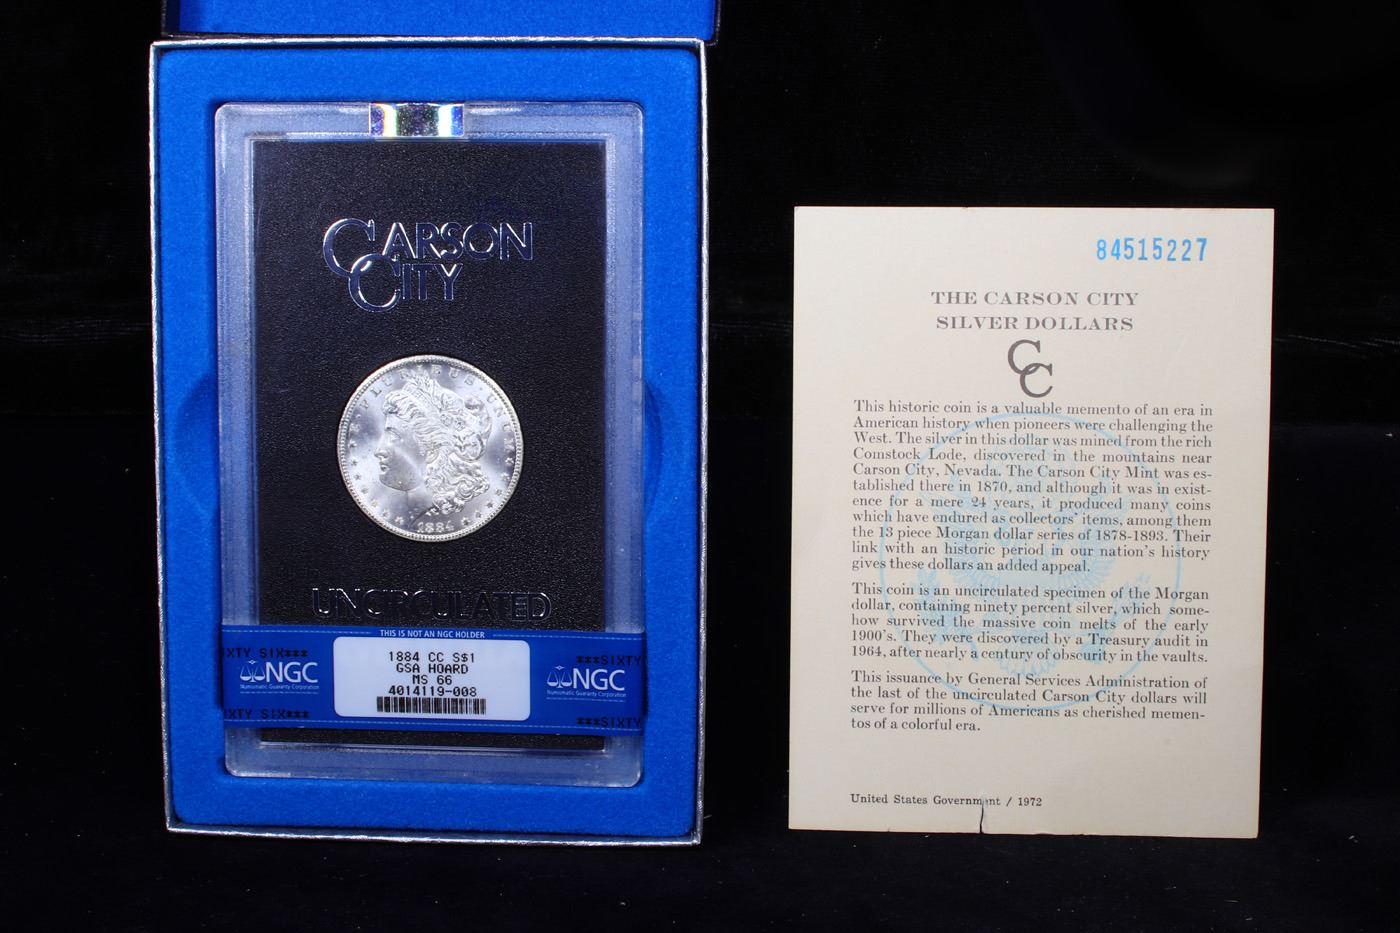 CARSON
CITY
E · PLURIBUS · UNUM
1884
UNCIRCULATED
THIS IS NOT AN NGC HOLDER
IXTY SIX***
NGC
Numismatic Guaranty Corporation
IXTY SIX***
1884 CC S$1
GSA HOARD
MS 66
4014119-008
***SIXTY
NGC
Numismatic Guaranty Corporation
***SIXTY
84515227
THE CARSON CITY
SILVER DOLLARS
CC
This historic coin is a valuable memento of an era in
American history when pioneers were challenging the
West. The silver in this dollar was mined from the rich
Comstock Lode, discovered in the mountains near
Carson City, Nevada. The Carson City Mint was es-
tablished there in 1870, and although it was in exist-
ence for a mere 24 years, it produced many coins
which have endured as collectors' items, among them
the 13 piece Morgan dollar series of 1878-1893. Their
link with an historic period in our nation's history
gives these dollars an added appeal.
This coin is an uncirculated specimen of the Morgan
dollar, containing ninety percent silver, which some-
how survived the massive coin melts of the early
1900's. They were discovered by a Treasury audit in
1964, after nearly a century of obscurity in the vaults.
This issuance by General Services Administration of
the last of the uncirculated Carson City dollars will
serve for millions of Americans as cherished memen-
tos of a colorful era.
United States Government / 1972